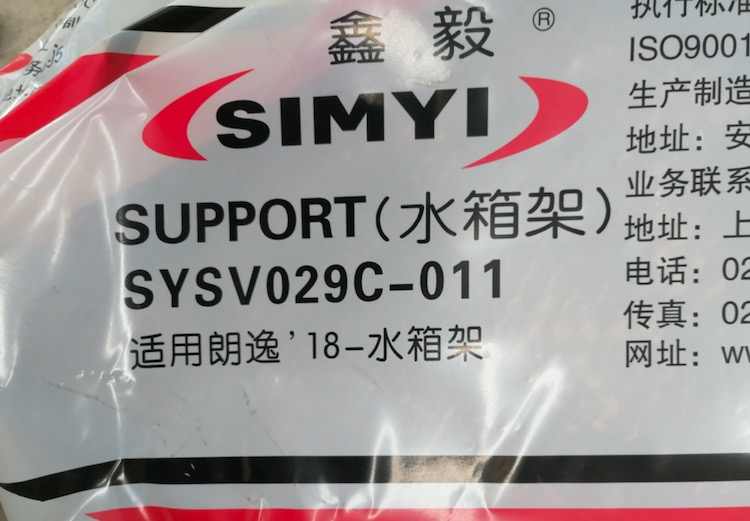 鑫毅®
SIMYI
SUPPORT(水箱架)
SYSV029C-011
适用朗逸'18-水箱架
执行标准
ISO9001
生产制造
地址：安
业务联系
地址：上
电话：02
传真：02
网址：ww